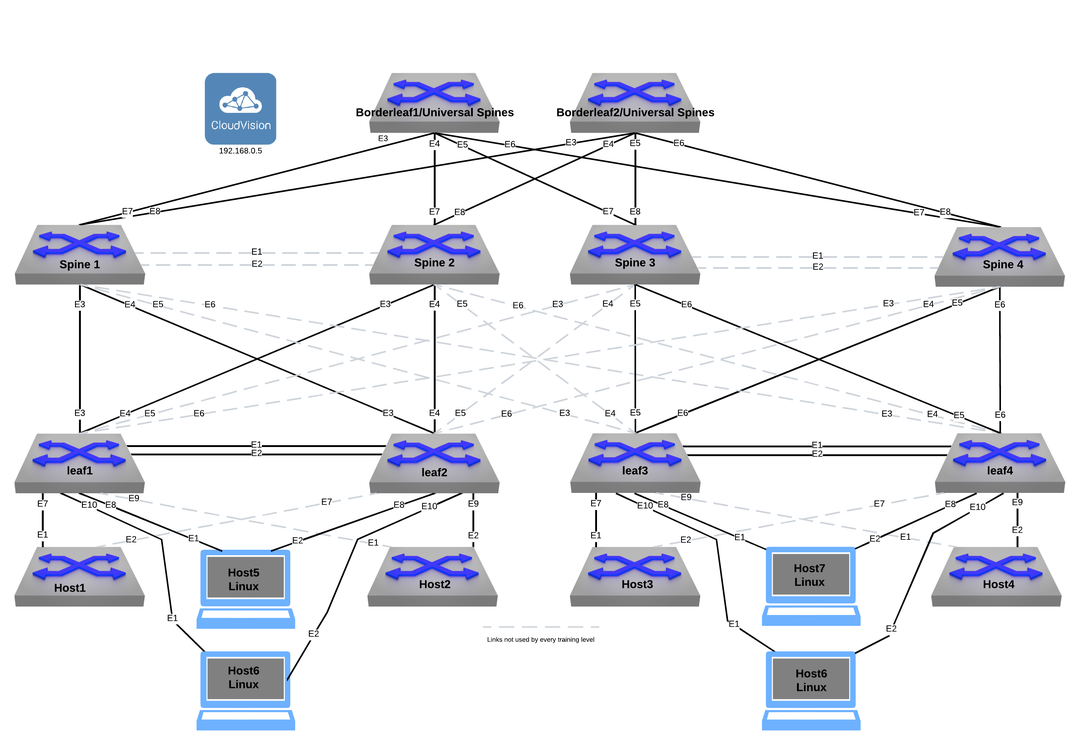 Borderleaf1/Universal Spines
Borderleaf2/Universal Spines
CloudVision
192.168.0.5
E3
E4
E5
E6
E3
E4
E5
E6
E7
E8
E7
E8
E7
E8
E7
E8
Spine 1
E1
E2
Spine 2
Spine 3
E1
E2
Spine 4
E3
E4
E5
E6
E3
E4
E5
E6
E3
E4
E5
E6
E3
E4
E5
E6
E3
E4
E5
E6
E3
E4
E5
E6
E3
E4
E5
E6
E3
E4
E5
E6
leaf1
E1
E2
leaf2
leaf3
E1
E2
leaf4
E7
E10
E8
E9
E7
E8
E10
E9
E7
E10
E8
E9
E7
E8
E10
E9
E1
E2
E1
E2
E1
E2
E1
E2
E1
E2
E1
E2
Host1
Host5
Linux
Host2
Host3
Host7
Linux
Host4
E1
E2
E1
E2
Links not used by every training level
Host6
Linux
Host6
Linux